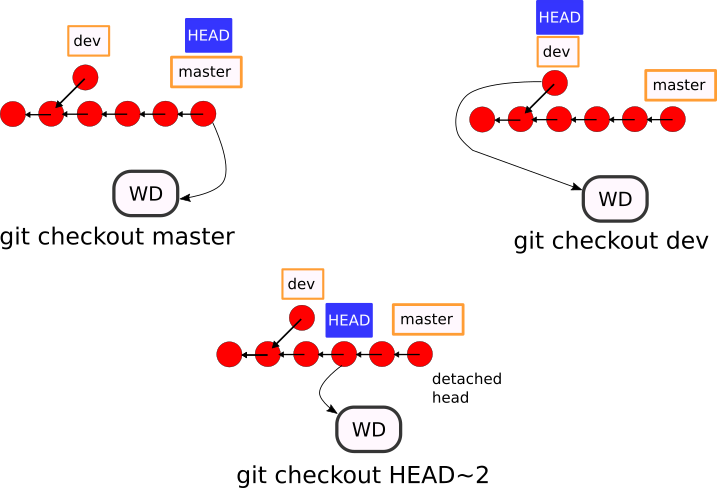 HEAD
dev
master
WD
git checkout master
HEAD
dev
master
WD
git checkout dev
dev
HEAD
master
detached
head
WD
git checkout HEAD~2